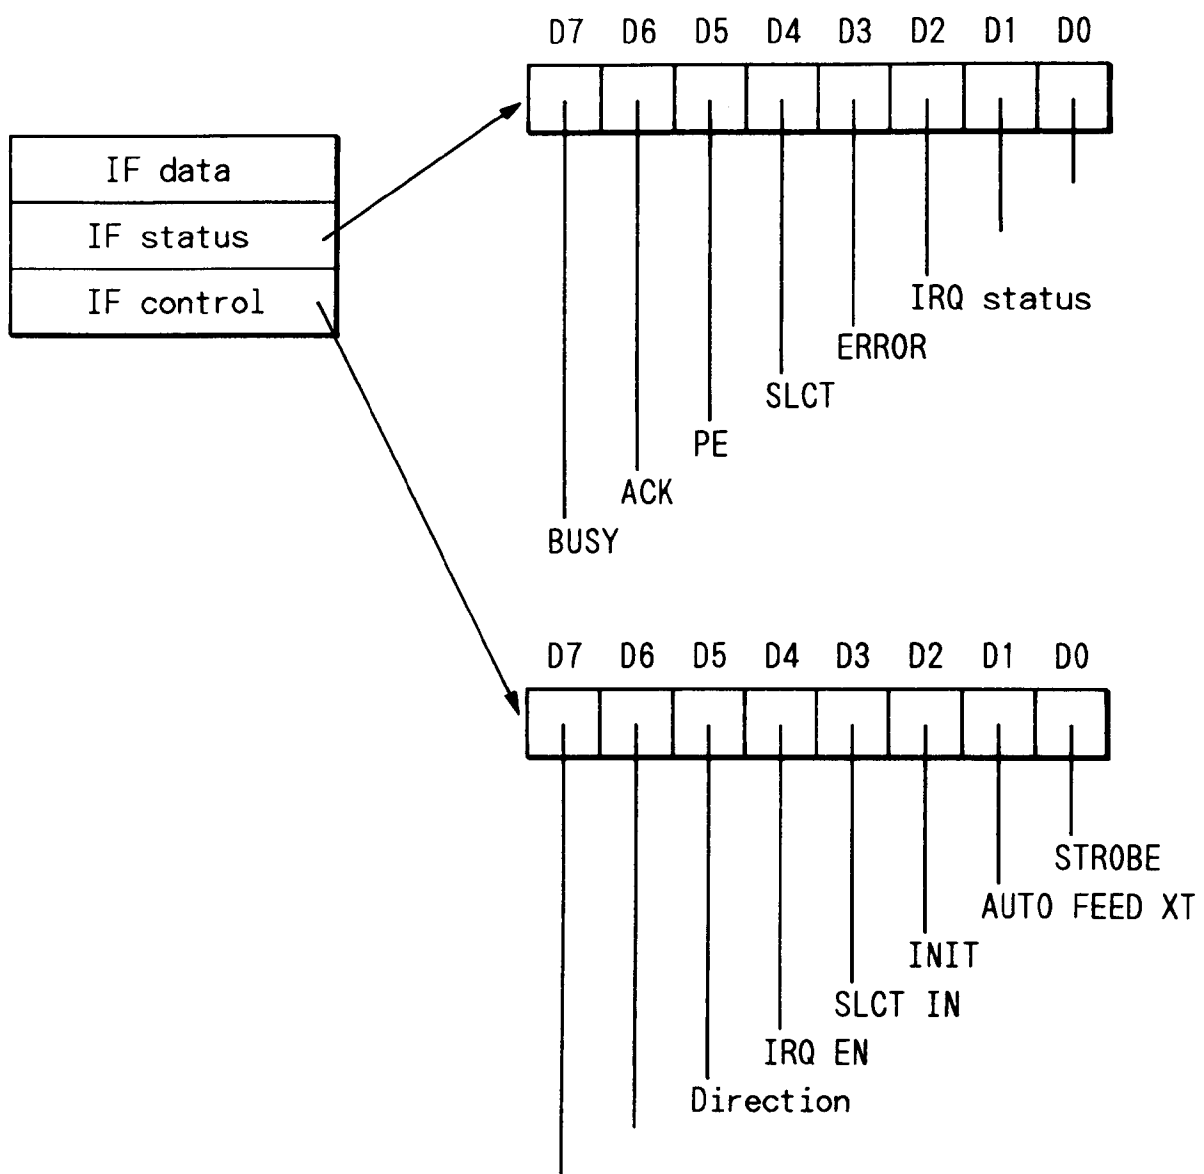 D7 D6 D5 D4 D3 D2 D1 D0
IF data
IF status
IF control
IRQ status
ERROR
SLCT
PE
ACK
BUSY
D7 D6 D5 D4 D3 D2 D1 D0
STROBE
AUTO FEED XT
INIT
SLCT IN
IRQ EN
Direction